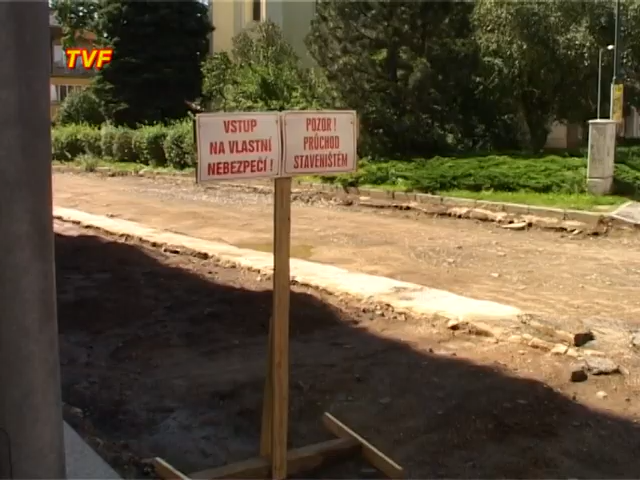 TVF
VSTUP
NA VLASTNÍ
NEBEZPEČÍ !
POZOR !
PRŮCHOD
STAVENIŠTĚM